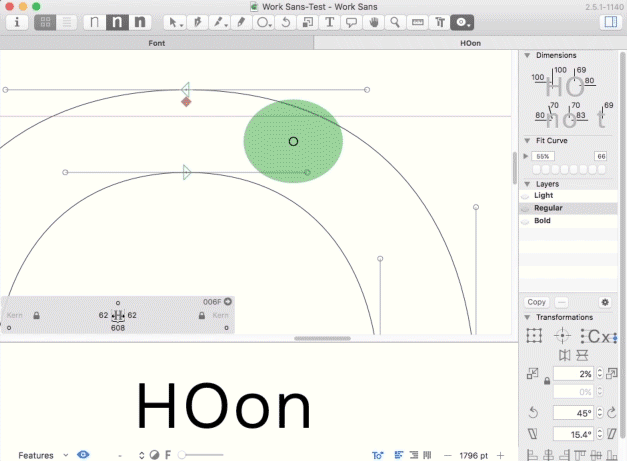 Work Sans-Test - Work Sans
2.5.1-1140
n n n T
Font
HOon
Dimensions
100 69
100 HO 80
70 70 69
80 no 83 t
Fit Curve
55% 66
Layers
Light
Regular
Bold
006F
Kern 62 H 62 Kern
608
Copy
Transformations
2%
0%
45°
15.4°
HOon
Features - F 1796 pt